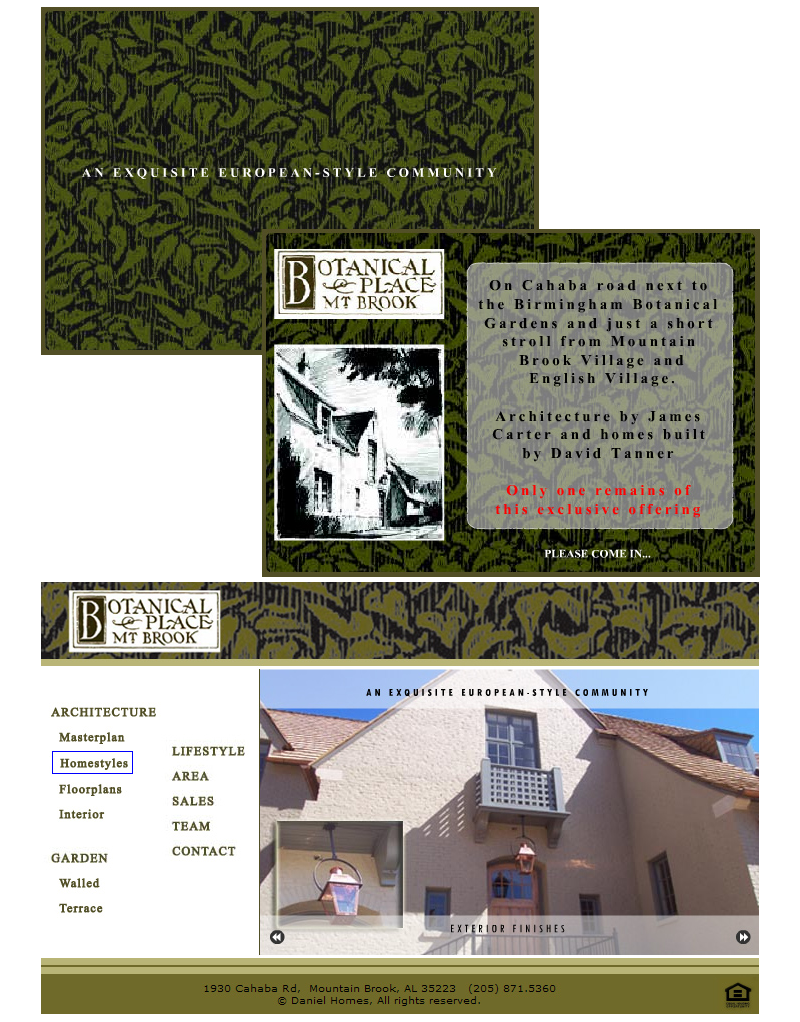 AN EXQUISITE EUROPEAN-STYLE COMMUNITY
BOTANICAL
PLACE
MT BROOK
On Cahaba road next to
the Birmingham Botanical
Gardens and just a short
stroll from Mountain
Brook Village and
English Village.
Architecture by James
Carter and homes built
by David Tanner
Only one remains of
this exclusive offering
PLEASE COME IN...
BOTANICAL
PLACE
MT BROOK
ARCHITECTURE
Masterplan
Homestyles
Floorplans
Interior
GARDEN
Walled
Terrace
LIFESTYLE
AREA
SALES
TEAM
CONTACT
AN EXQUISITE EUROPEAN-STYLE COMMUNITY
EXTERIOR FINISHES
1930 Cahaba Rd, Mountain Brook, AL 35223 (205) 871.5360
© Daniel Homes, All rights reserved.